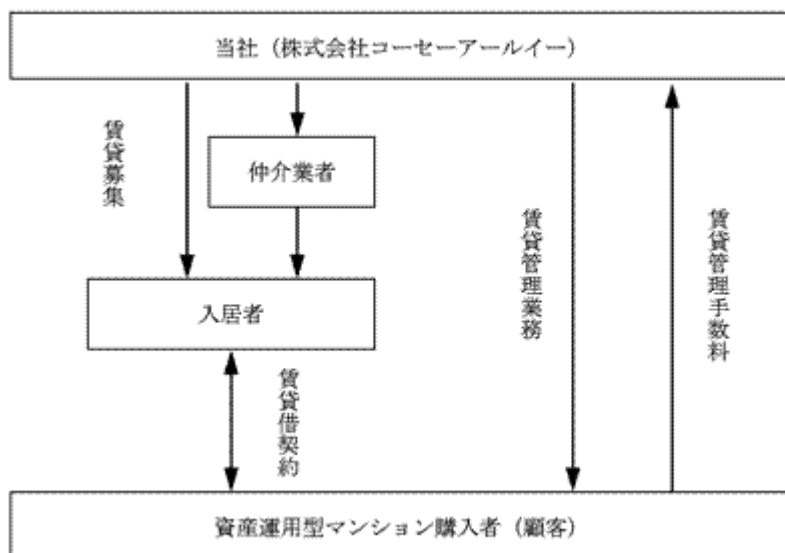 当社（株式会社コーセーアールイー）
賃貸募集
仲介業者
入居者
賃貸借契約
賃貸管理業務
賃貸管理手数料
資産運用型マンション購入者（顧客）